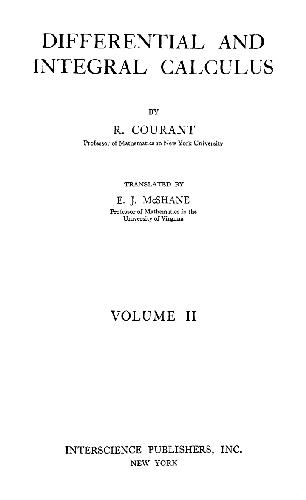 DIFFERENTIAL AND
INTEGRAL CALCULUS
BY
R. COURANT
Professor of Mathematics in New York University
TRANSLATED BY
E. J. McSHANE
Professor of Mathematics in the
University of Virginia
VOLUME II
INTERSCIENCE PUBLISHERS, INC.
NEW YORK